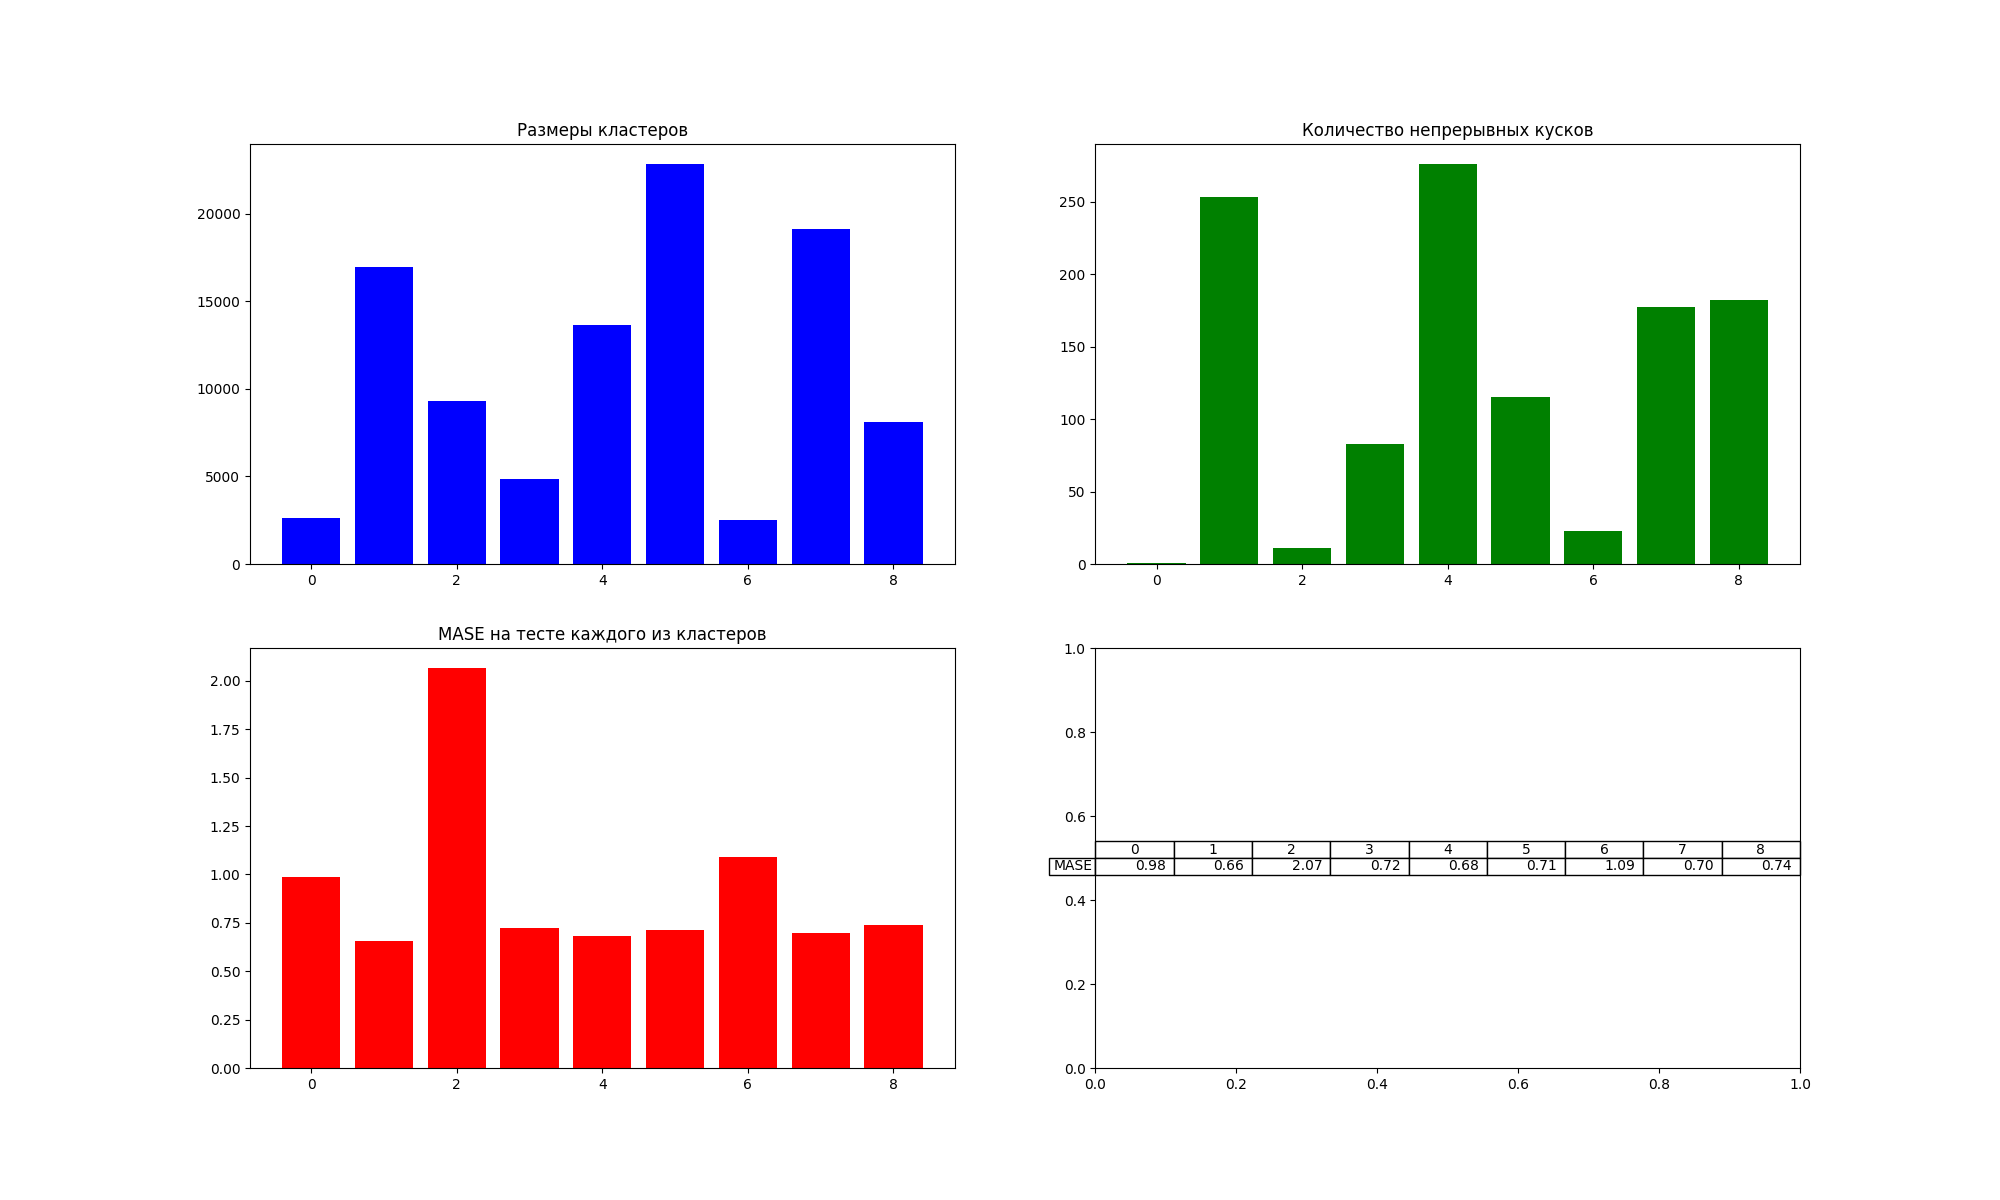 Размеры кластеров
20000
15000
10000
5000
0
0 2 4 6 8
Количество непрерывных кусков
250
200
150
100
50
0
0 2 4 6 8
MASE на тесте каждого из кластеров
2.00
1.75
1.50
1.25
1.00
0.75
0.50
0.25
0.00
0 2 4 6 8
1.0
0.8
0.6
0 1 2 3 4 5 6 7 8
MASE 0.98 0.66 2.07 0.72 0.68 0.71 1.09 0.70 0.74
0.4
0.2
0.0
0.0 0.2 0.4 0.6 0.8 1.0